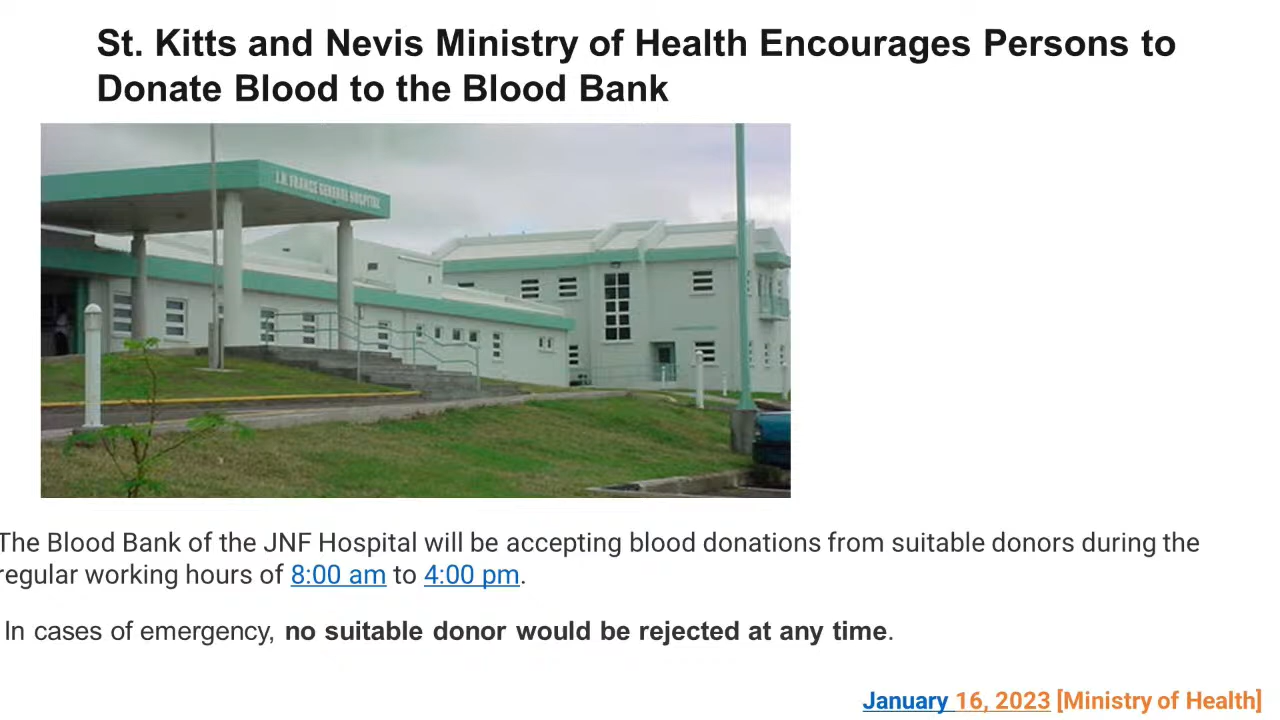 St. Kitts and Nevis Ministry of Health Encourages Persons to
Donate Blood to the Blood Bank
J.N. FRANCE GENERAL HOSPITAL
The Blood Bank of the JNF Hospital will be accepting blood donations from suitable donors during the
regular working hours of 8:00 am to 4:00 pm.
In cases of emergency, no suitable donor would be rejected at any time.
January 16, 2023 [Ministry of Health]